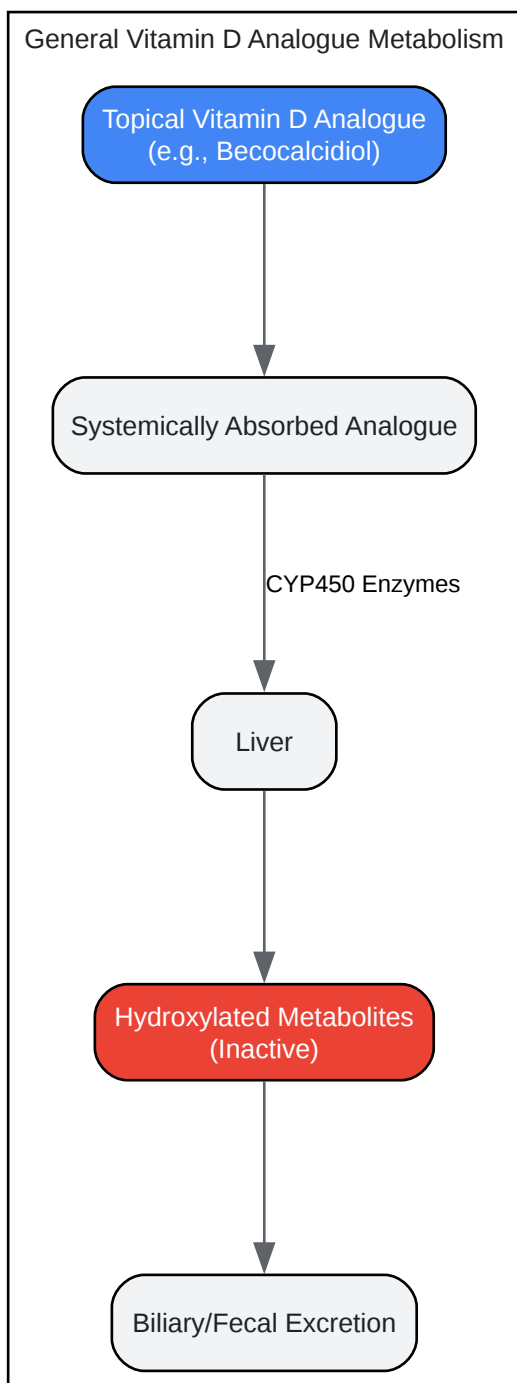 General Vitamin D Analogue Metabolism
Topical Vitamin D Analogue
(e.g., Becocalcidiol)
Systemically Absorbed Analogue
CYP450 Enzymes
Liver
Hydroxylated Metabolites
(Inactive)
Biliary/Fecal Excretion